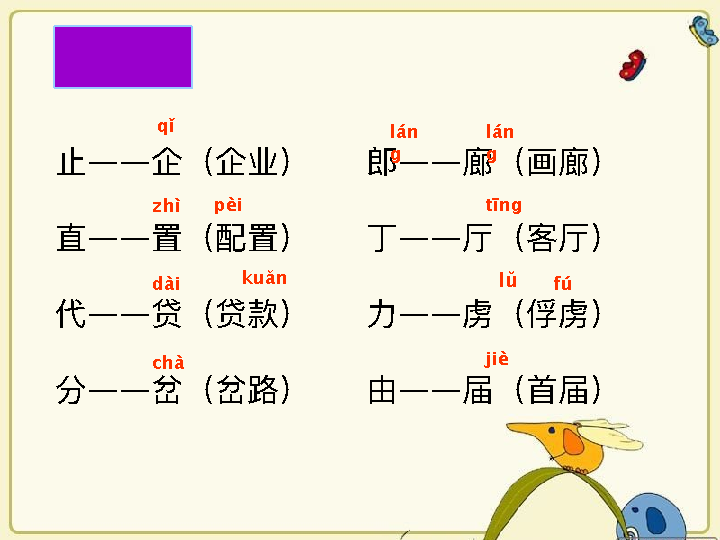 qǐ lán lán
g g
止——企（企业） 郎——廊（画廊）
zhì pèi tīng
直——置（配置） 丁——厅（客厅）
dài kuǎn lǔ fú
代——贷（贷款） 力——虏（俘虏）
chà jiè
分——岔（岔路） 由——届（首届）